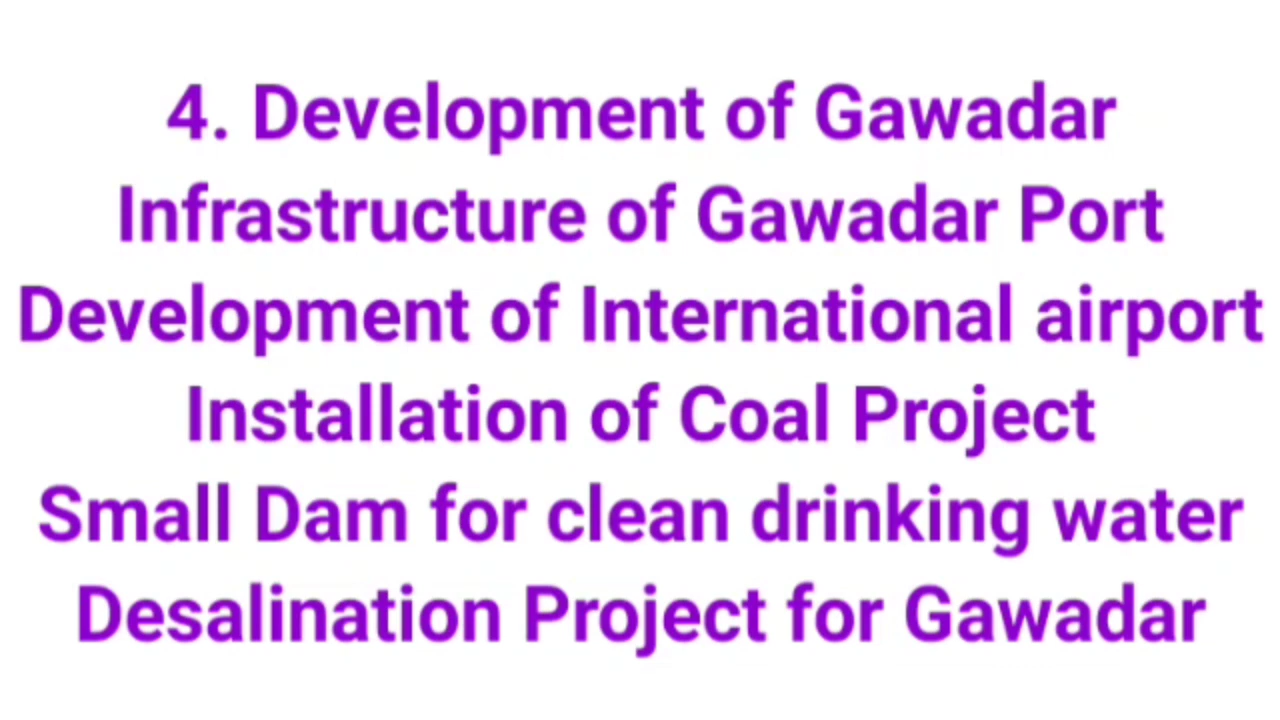 4. Development of Gawadar
Infrastructure of Gawadar Port
Development of International airport
Installation of Coal Project
Small Dam for clean drinking water
Desalination Project for Gawadar